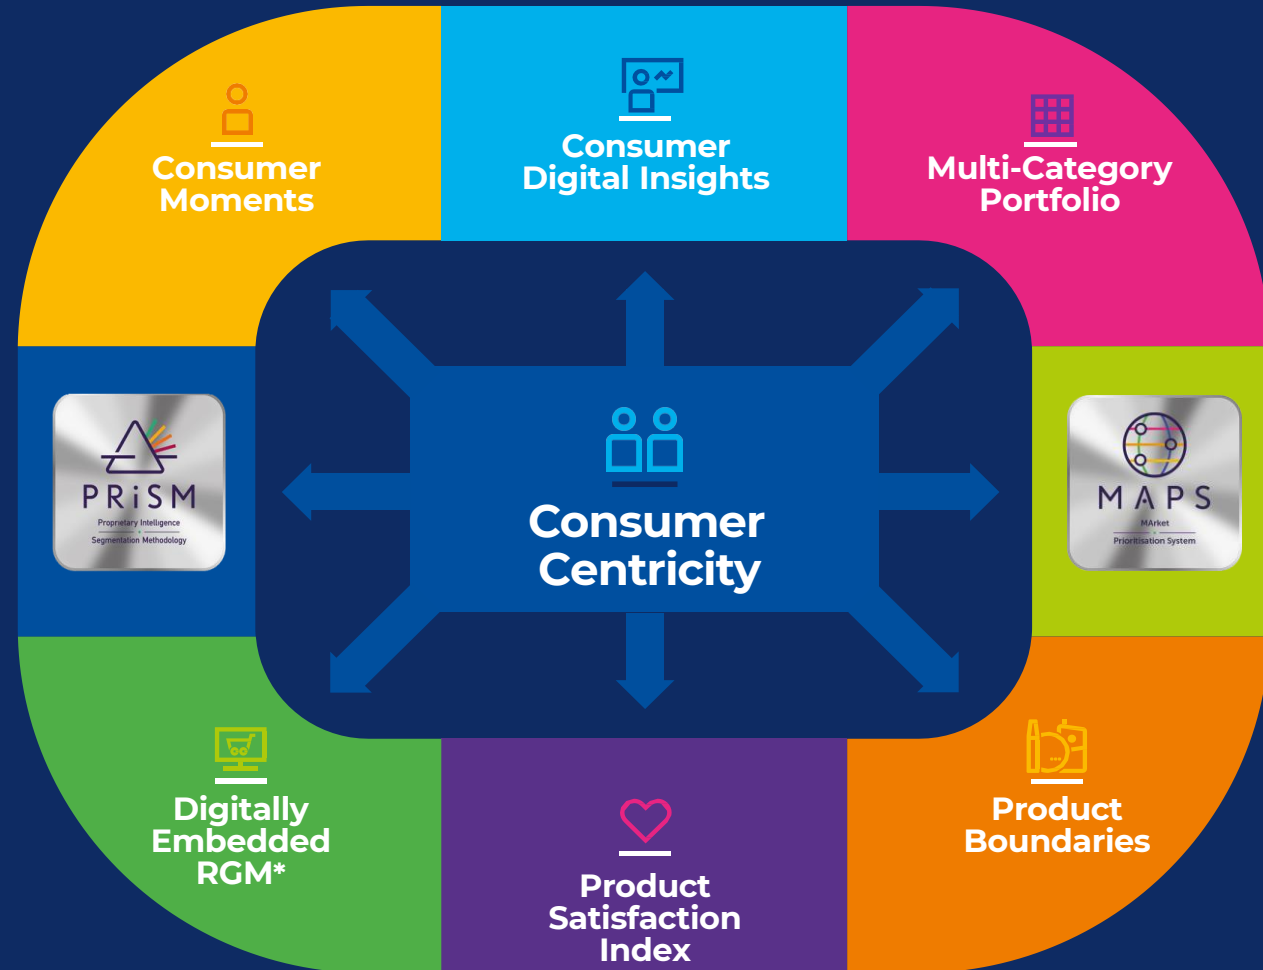 Consumer
Moments
Consumer
Digital Insights
Multi-Category
Portfolio
PRiSM
Proprietary Intelligence
Segmentation Methodology
Consumer
Centricity
MAPS
MArket
Prioritisation System
Digitally
Embedded
RGM*
Product
Satisfaction
Index
Product
Boundaries